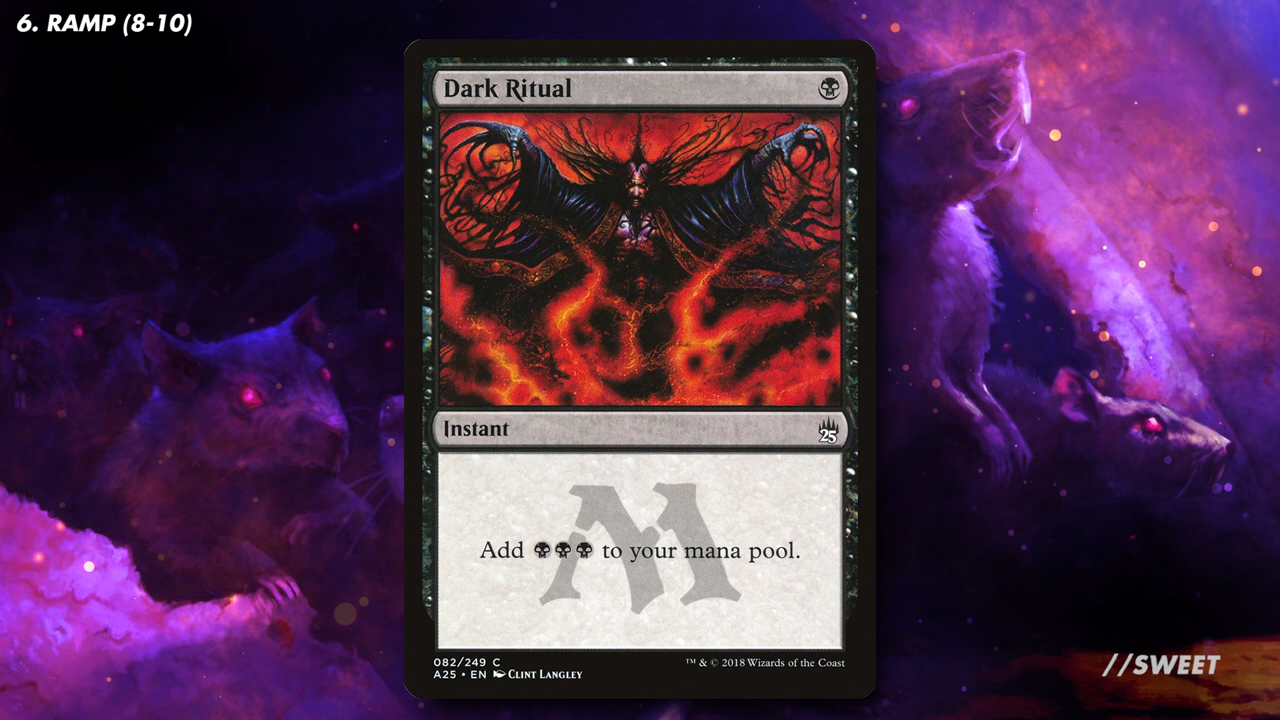 6. RAMP (8-10)
Dark Ritual
Instant
25
Add to your mana pool.
082/249 C
A25 • EN CLINT LANGLEY
™ & © 2018 Wizards of the Coast
//SWEET